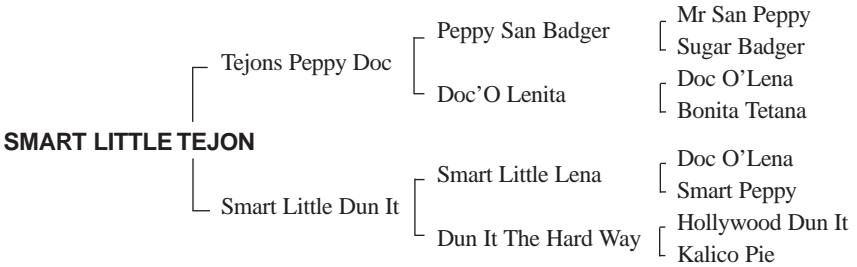 Mr San Peppy
Peppy San Badger
Sugar Badger
Tejons Peppy Doc
Doc O’Lena
Doc’O Lenita
Bonita Tetana
SMART LITTLE TEJON
Doc O’Lena
Smart Little Lena
Smart Peppy
Smart Little Dun It
Hollywood Dun It
Dun It The Hard Way
Kalico Pie